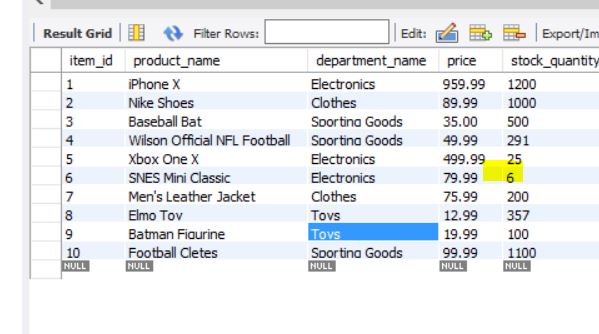 Result Grid Filter Rows: Edit: Export/Im
item_id product_name department_name price stock_quantity
1 iPhone X Electronics 959.99 1200
2 Nike Shoes Clothes 89.99 1000
3 Baseball Bat Sporting Goods 35.00 500
4 Wilson Official NFL Football Sporting Goods 49.99 291
5 Xbox One X Electronics 499.99 25
6 SNES Mini Classic Electronics 79.99 6
7 Men's Leather Jacket Clothes 75.99 200
8 Elmo Toy Toys 12.99 357
9 Batman Figurine Toys 19.99 100
10 Football Cletes Sporting Goods 99.99 1100
NULL NULL NULL NULL NULL